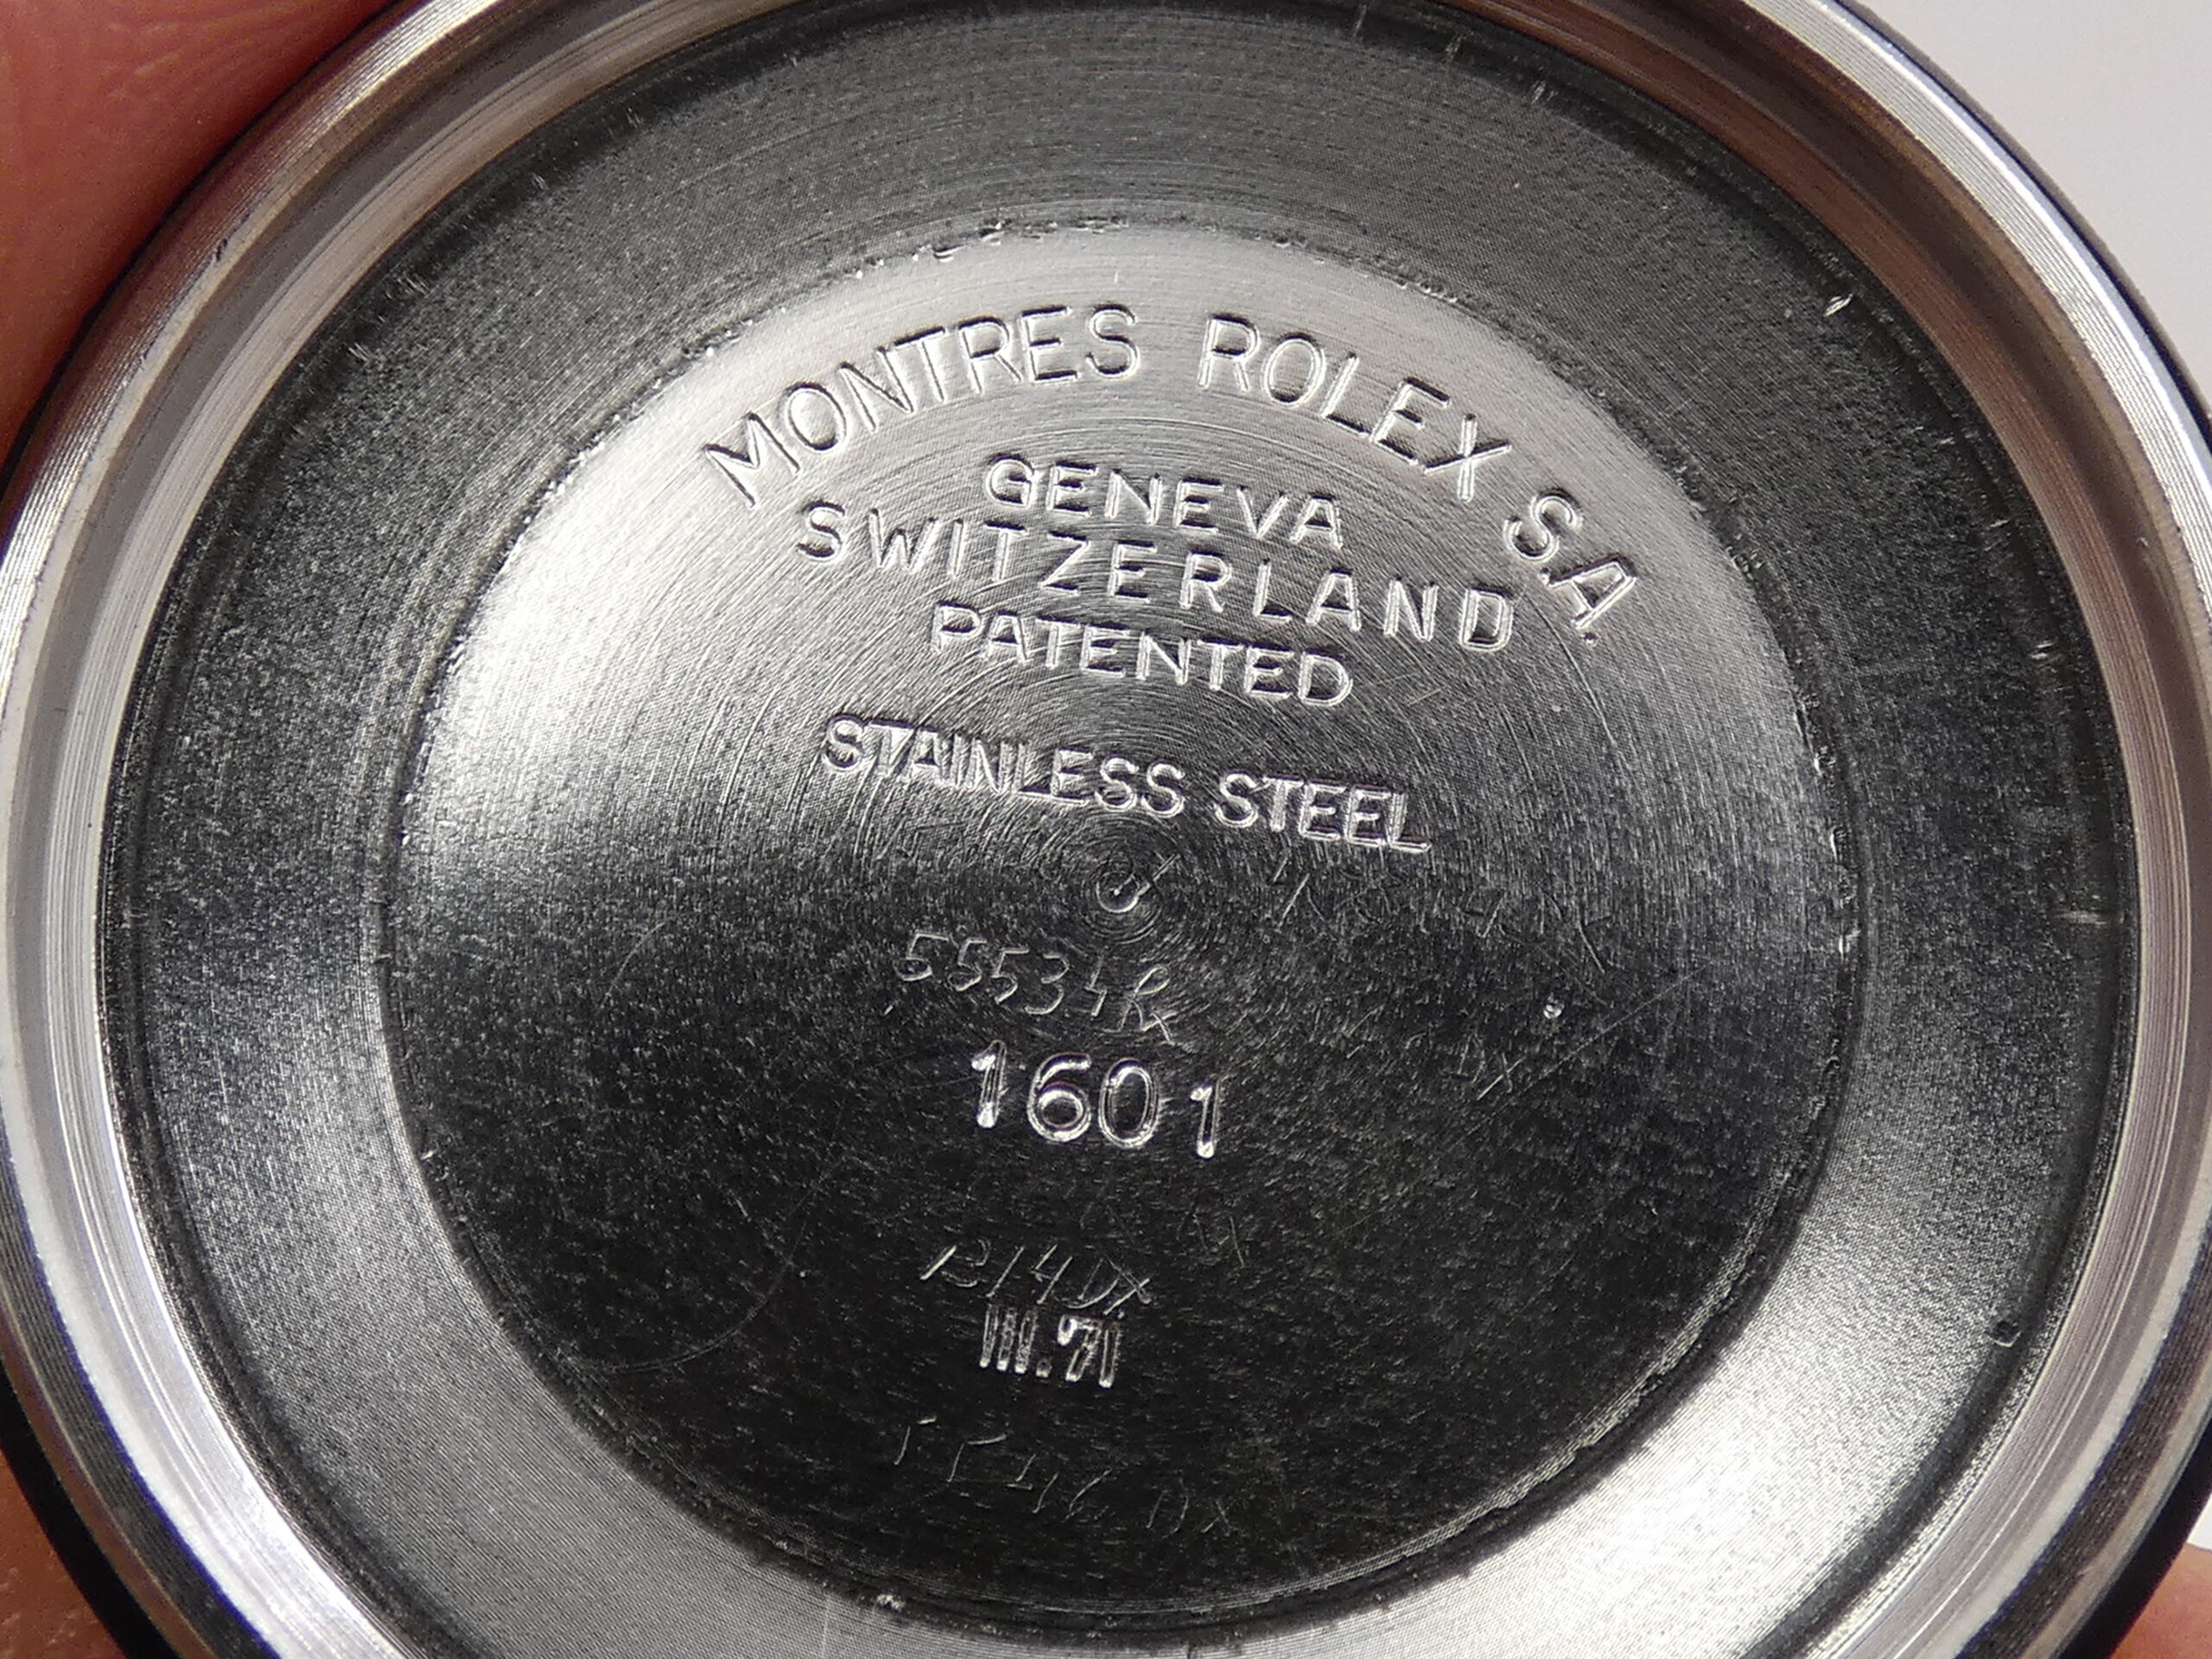 MONTRES ROLEX S.A.
GENEVA
SWITZERLAND
PATENTED
STAINLESS STEEL
1601
III.71